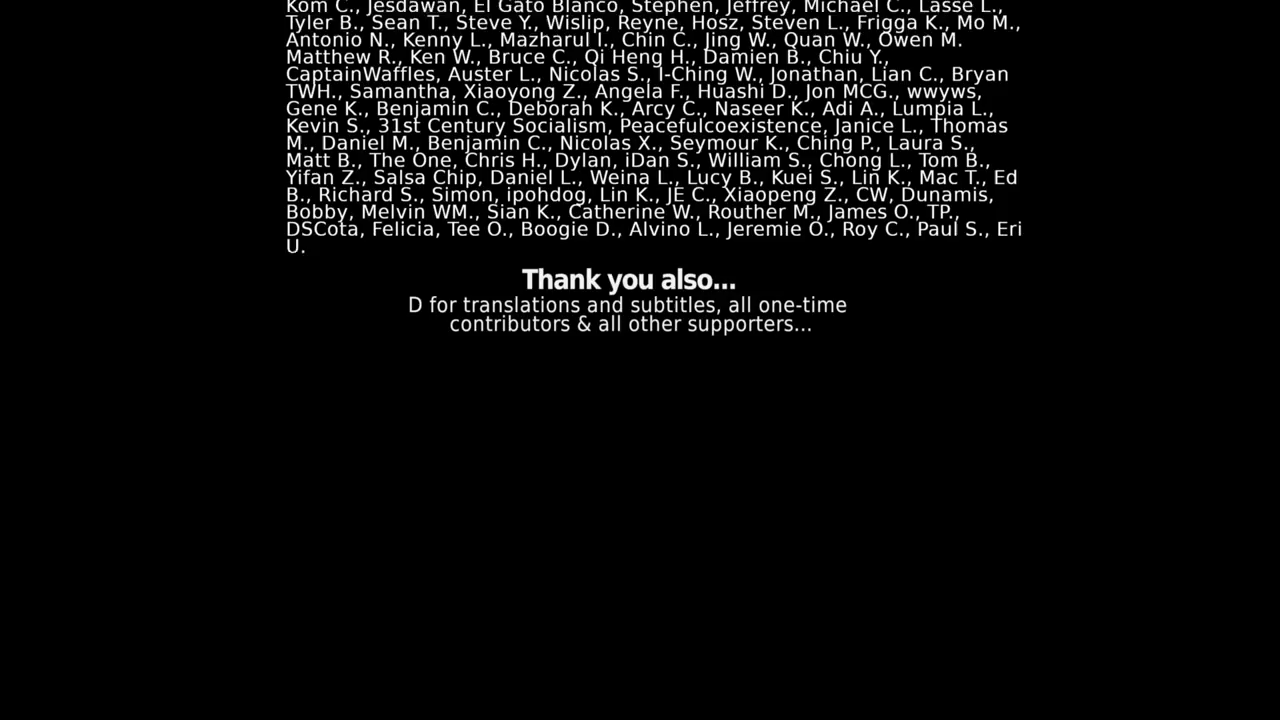 Kom C., Jesdawan, El Gato Blanco, Stephen, Jeffrey, Michael C., Lasse L.,
Tyler B., Sean T., Steve Y., Wislip, Reyne, Hosz, Steven L., Frigga K., Mo M.,
Antonio N., Kenny L., Mazharul I., Chin C., Jing W., Quan W., Owen M.
Matthew R., Ken W., Bruce C., Qi Heng H., Damien B., Chiu Y.,
CaptainWaffles, Auster L., Nicolas S., I-Ching W., Jonathan, Lian C., Bryan
TWH., Samantha, Xiaoyong Z., Angela F., Huashi D., Jon MCG., wwyws,
Gene K., Benjamin C., Deborah K., Arcy C., Naseer K., Adi A., Lumpia L.,
Kevin S., 31st Century Socialism, Peacefulcoexistence, Janice L., Thomas
M., Daniel M., Benjamin C., Nicolas X., Seymour K., Ching P., Laura S.,
Matt B., The One, Chris H., Dylan, iDan S., William S., Chong L., Tom B.,
Yifan Z., Salsa Chip, Daniel L., Weina L., Lucy B., Kuei S., Lin K., Mac T., Ed
B., Richard S., Simon, ipohdog, Lin K., JE C., Xiaopeng Z., CW, Dunamis,
Bobby, Melvin WM., Sian K., Catherine W., Routher M., James O., TP.,
DSCota, Felicia, Tee O., Boogie D., Alvino L., Jeremie O., Roy C., Paul S., Eri
U.
Thank you also...
D for translations and subtitles, all one-time
contributors & all other supporters...